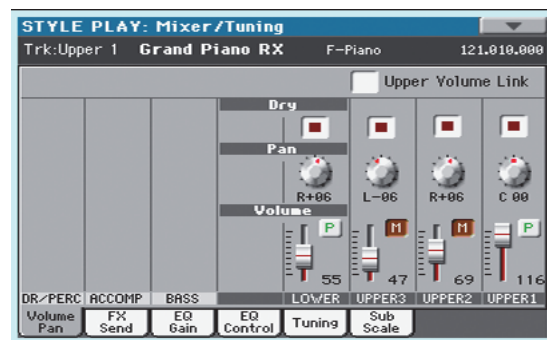 STYLE PLAY: Mixer/Tuning
Trk:Upper 1 Grand Piano RX F-Piano 121.010.000
Upper Volume Link
Dry
Pan
R+06 L-06 R+06 C 00
Volume
P M M P
55 47 69 116
DR/PERC ACCOMP BASS LOWER UPPER3 UPPER2 UPPER1
Volume Pan FX Send EQ Gain EQ Control Tuning Sub Scale